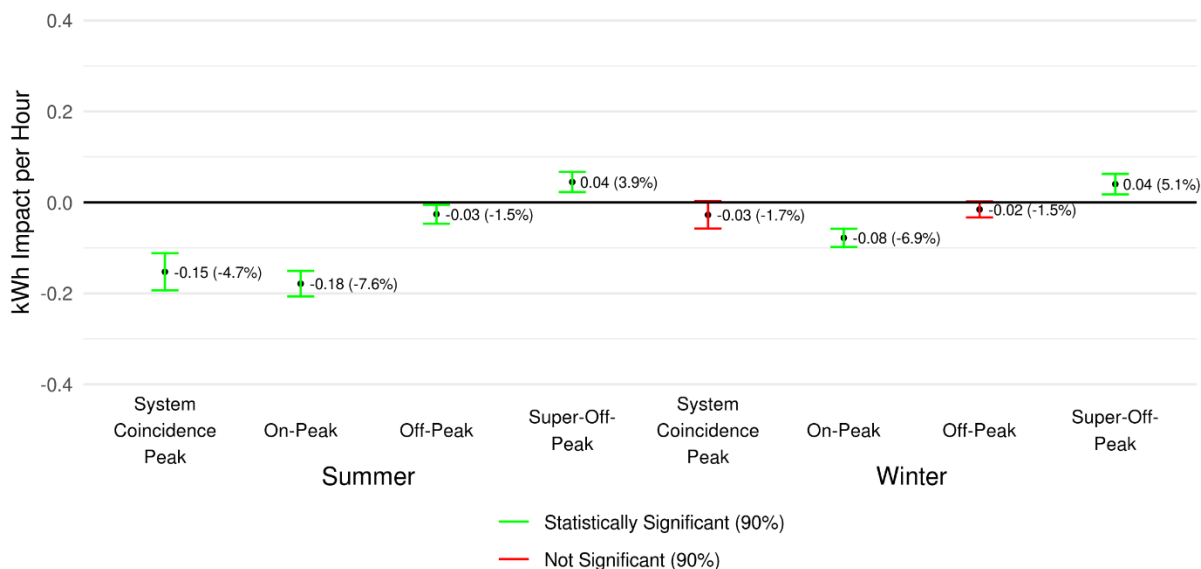 kWh Impact per Hour
0.4
0.2
0.0
-0.2
-0.4
-0.15 (-4.7%)
-0.18 (-7.6%)
-0.03 (-1.5%)
0.04 (3.9%)
-0.03 (-1.7%)
-0.08 (-6.9%)
-0.02 (-1.5%)
0.04 (5.1%)
System
Coincidence
Peak
On-Peak
Off-Peak
Super-Off-
Peak
System
Coincidence
Peak
On-Peak
Off-Peak
Super-Off-
Peak
Summer
Winter
Statistically Significant (90%)
Not Significant (90%)